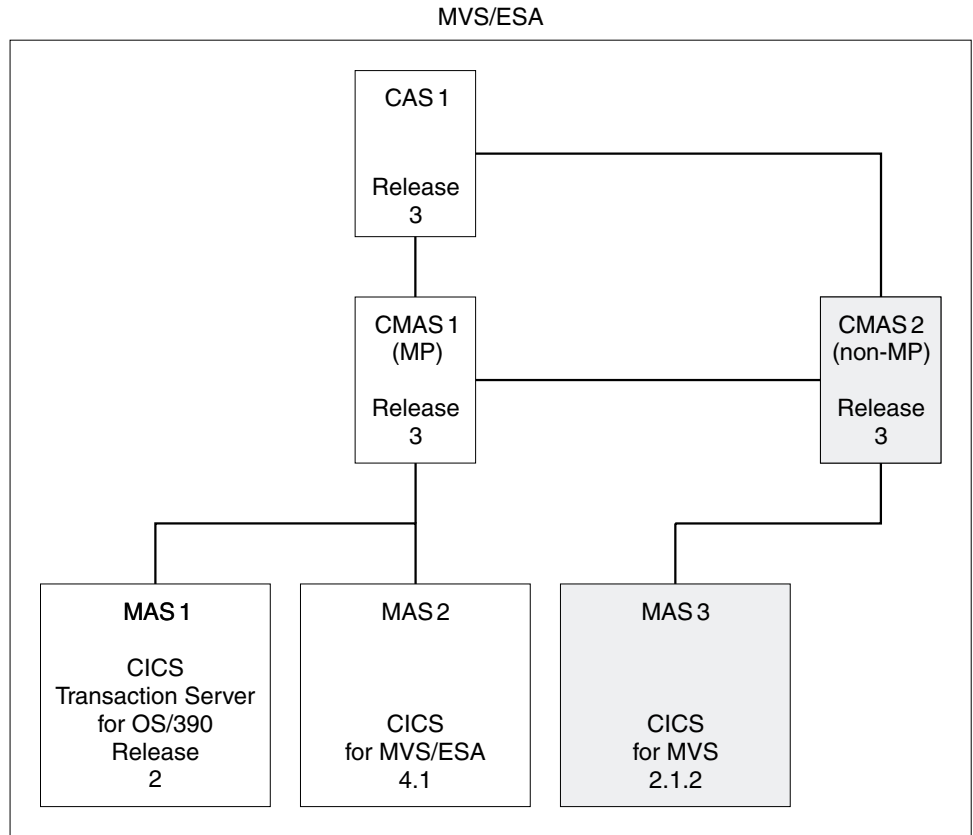 MVS/ESA
CAS 1
Release
3
CMAS 1
(MP)
Release
3
CMAS 2
(non-MP)
Release
3
MAS 1
CICS
Transaction Server
for OS/390
Release
2
MAS 2
CICS
for MVS/ESA
4.1
MAS 3
CICS
for MVS
2.1.2